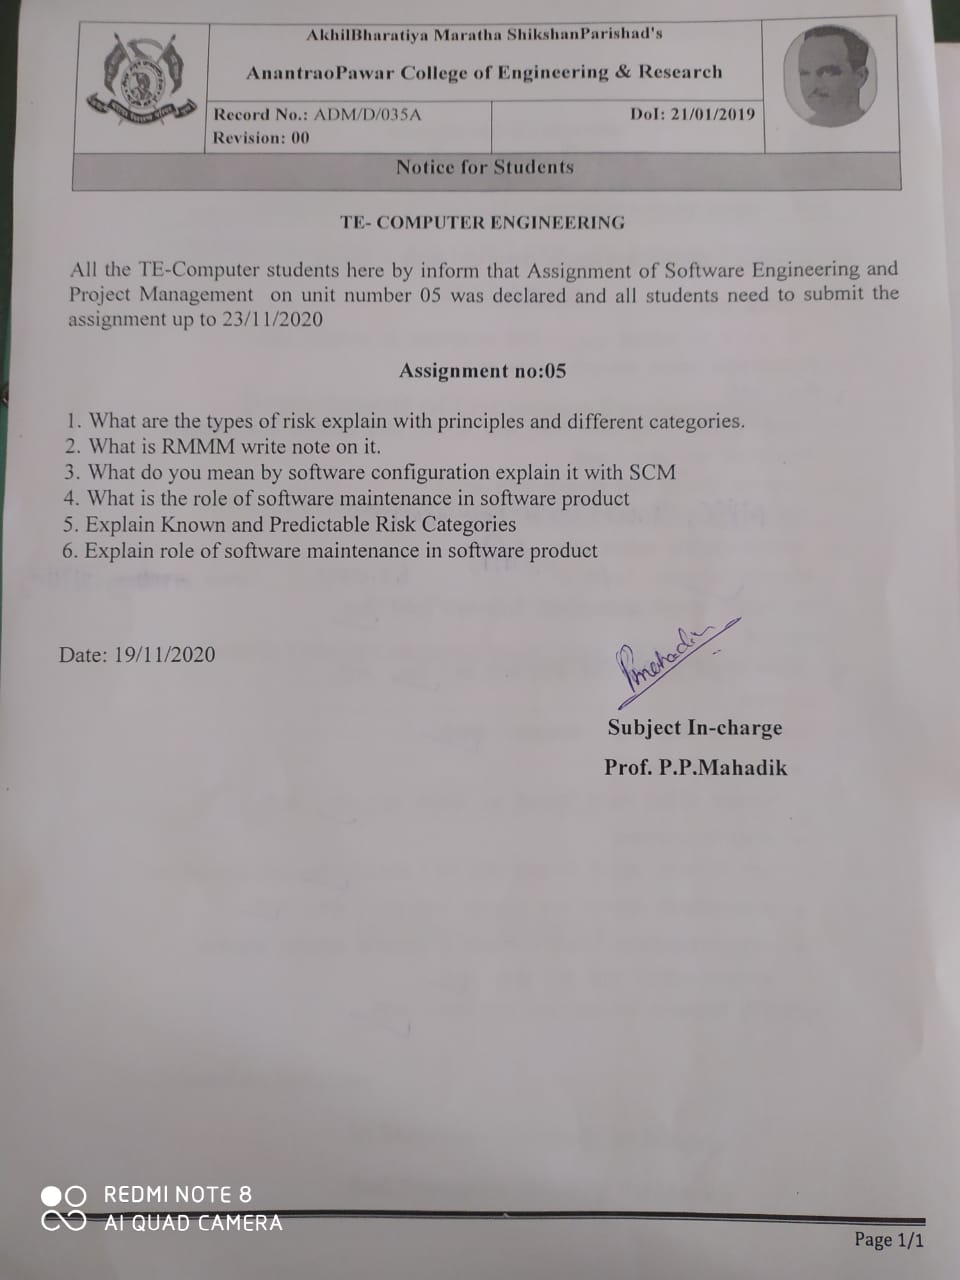 AkhilBharatiya Maratha ShikshanParishad's
AnantraoPawar College of Engineering & Research
Record No.: ADM/D/035A
Revision: 00
DoI: 21/01/2019
Notice for Students
TE- COMPUTER ENGINEERING
All the TE-Computer students here by inform that Assignment of Software Engineering and
Project Management on unit number 05 was declared and all students need to submit the
assignment up to 23/11/2020
Assignment no:05
1. What are the types of risk explain with principles and different categories.
2. What is RMMM write note on it.
3. What do you mean by software configuration explain it with SCM
4. What is the role of software maintenance in software product
5. Explain Known and Predictable Risk Categories
6. Explain role of software maintenance in software product
Date: 19/11/2020
Subject In-charge
Prof. P.P.Mahadik
REDMI NOTE 8
AI QUAD CAMERA
Page 1/1